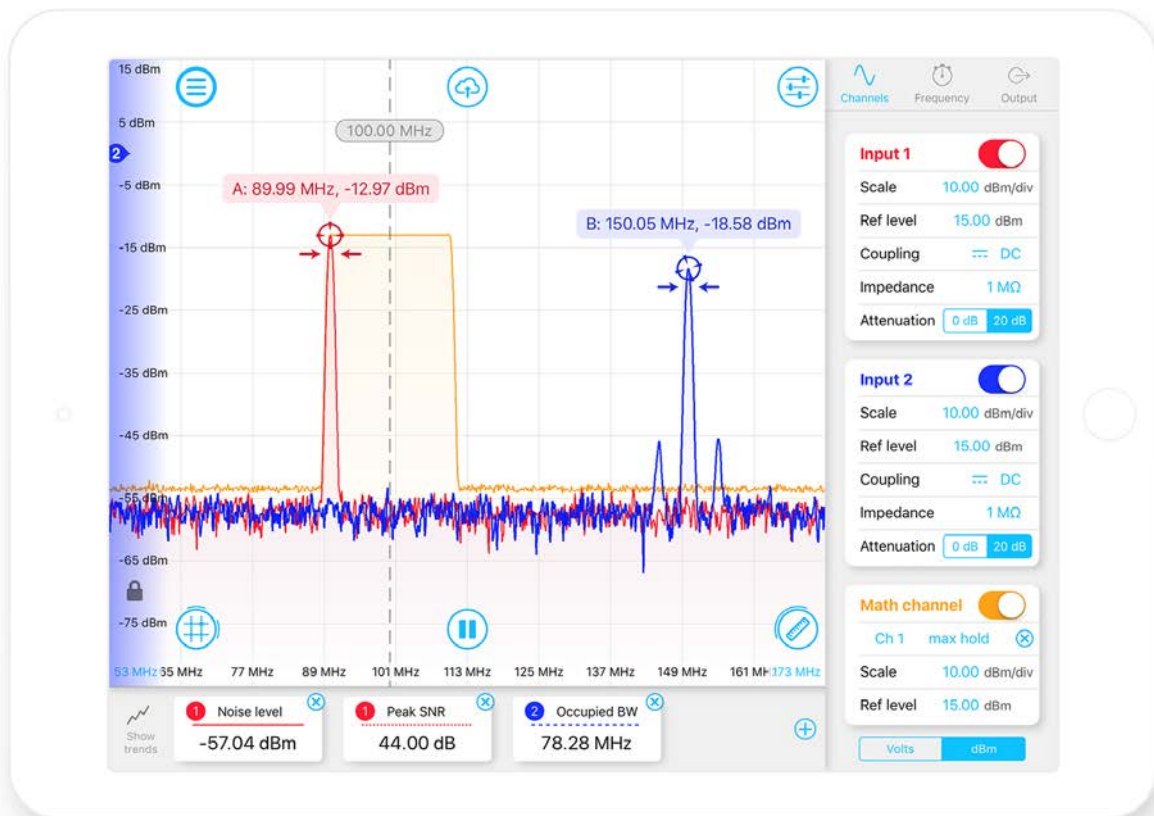 15 dBm
5 dBm
2
-5 dBm
-15 dBm
-25 dBm
-35 dBm
-45 dBm
-55 dBm
-65 dBm
-75 dBm
100.00 MHz
A: 89.99 MHz, -12.97 dBm
B: 150.05 MHz, -18.58 dBm
53 MHz 65 MHz 77 MHz 89 MHz 101 MHz 113 MHz 125 MHz 137 MHz 149 MHz 161 MH 173 MHz
Show
trends
1 Noise level
-57.04 dBm
1 Peak SNR
44.00 dB
2 Occupied BW
78.28 MHz
Channels Frequency Output
Input 1
Scale 10.00 dBm/div
Ref level 15.00 dBm
Coupling DC
Impedance 1 MΩ
Attenuation 0 dB 20 dB
Input 2
Scale 10.00 dBm/div
Ref level 15.00 dBm
Coupling DC
Impedance 1 MΩ
Attenuation 0 dB 20 dB
Math channel
Ch 1 max hold
Scale 10.00 dBm/div
Ref level 15.00 dBm
Volts dBm